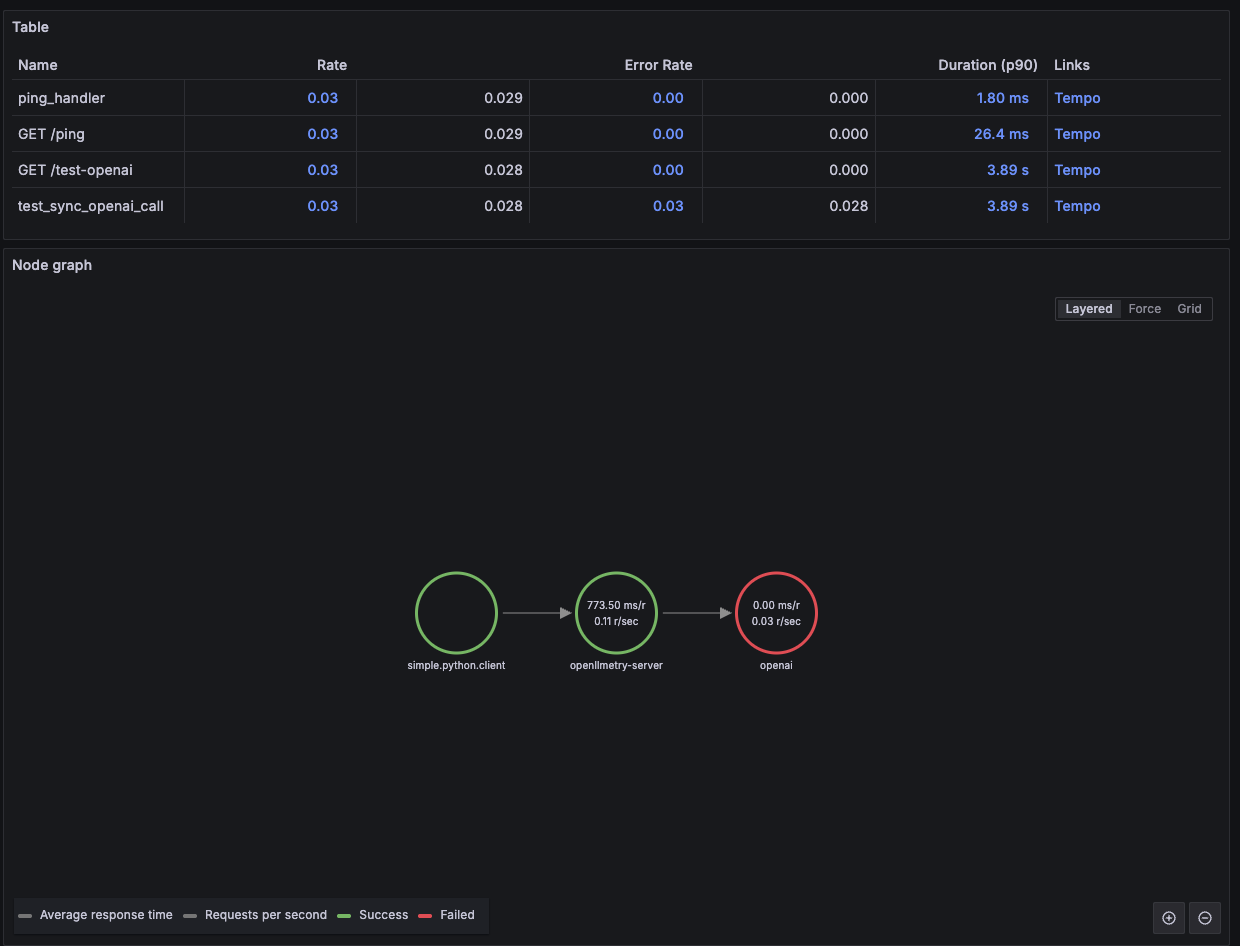 Table
Name Rate Error Rate Duration (p90) Links
ping_handler 0.03 0.029 0.00 0.000 1.80 ms Tempo
GET /ping 0.03 0.029 0.00 0.000 26.4 ms Tempo
GET /test-openai 0.03 0.028 0.00 0.000 3.89 s Tempo
test_sync_openai_call 0.03 0.028 0.03 0.028 3.89 s Tempo
Node graph
Layered Force Grid
773.50 ms/r
0.11 r/sec
0.00 ms/r
0.03 r/sec
simple.python.client openllmetry-server openai
Average response time Requests per second Success Failed